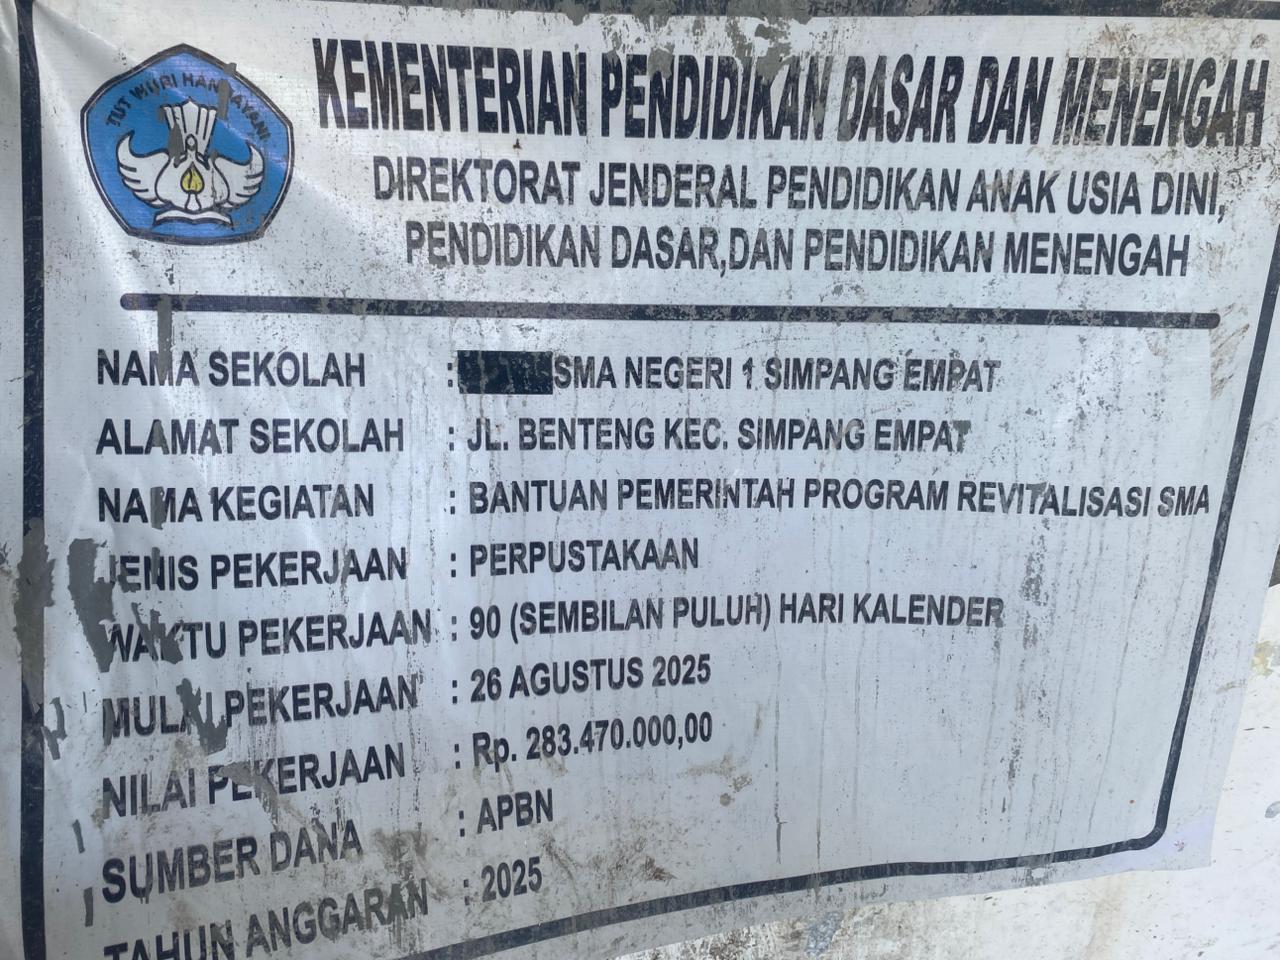 TUT WURI HANDAYANI
KEMENTERIAN PENDIDIKAN DASAR DAN MENENGAH
DIREKTORAT JENDERAL PENDIDIKAN ANAK USIA DINI,
PENDIDIKAN DASAR,DAN PENDIDIKAN MENENGAH
NAMA SEKOLAH : SMA NEGERI 1 SIMPANG EMPAT
ALAMAT SEKOLAH : JL. BENTENG KEC. SIMPANG EMPAT
NAMA KEGIATAN : BANTUAN PEMERINTAH PROGRAM REVITALISASI SMA
JENIS PEKERJAAN : PERPUSTAKAAN
WAKTU PEKERJAAN : 90 (SEMBILAN PULUH) HARI KALENDER
MULAI PEKERJAAN : 26 AGUSTUS 2025
NILAI PEKERJAAN : Rp. 283.470.000,00
SUMBER DANA : APBN
TAHUN ANGGARAN : 2025